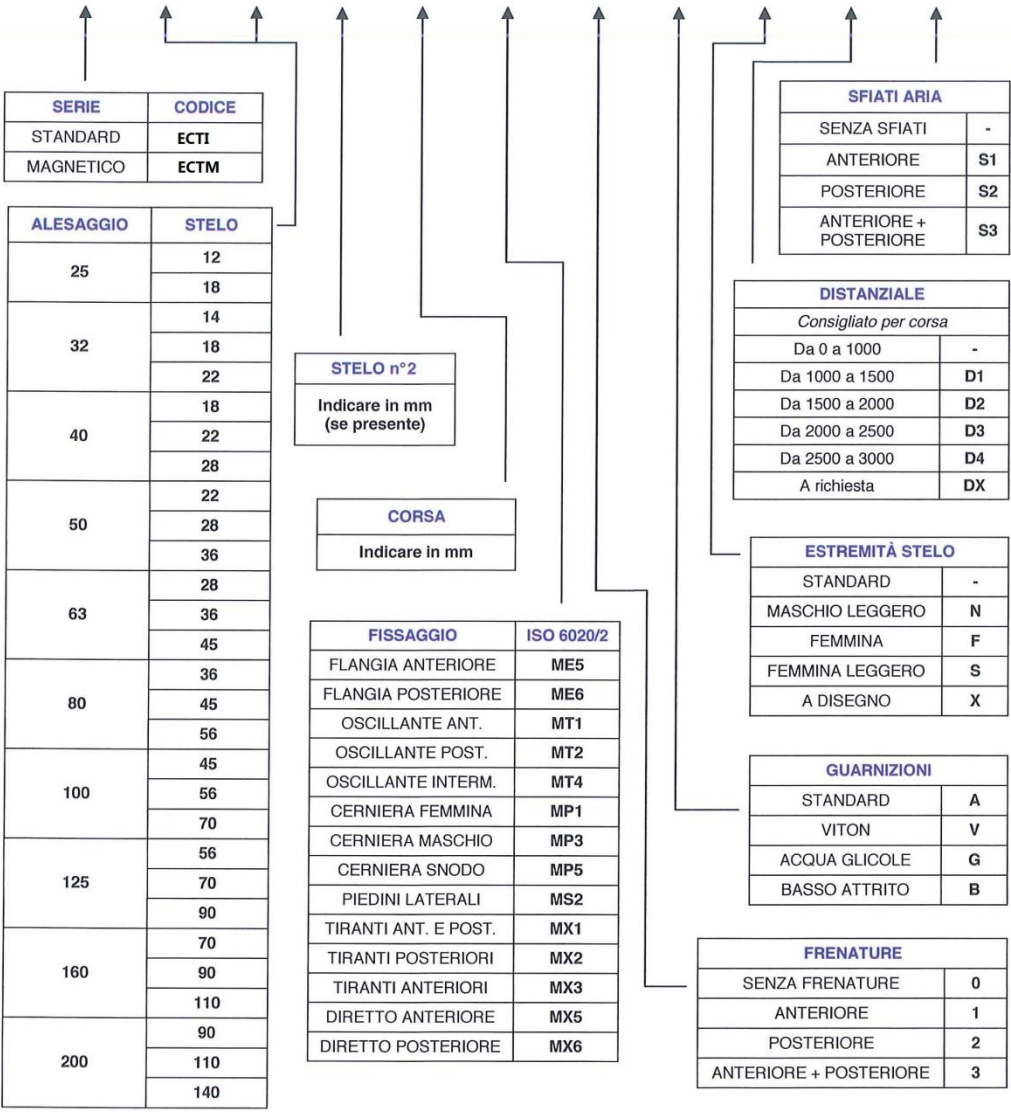 SERIE CODICE
STANDARD ECTI
MAGNETICO ECTM
ALESAGGIO STELO
25 12
18
32 14
18
22
40 18
22
28
50 22
28
36
63 28
36
45
80 36
45
56
100 45
56
70
125 56
70
90
160 70
90
110
200 90
110
140
STELO n°2
Indicare in mm
(se presente)
CORSA
Indicare in mm
FISSAGGIO ISO 6020/2
FLANGIA ANTERIORE ME5
FLANGIA POSTERIORE ME6
OSCILLANTE ANT. MT1
OSCILLANTE POST. MT2
OSCILLANTE INTERM. MT4
CERNIERA FEMMINA MP1
CERNIERA MASCHIO MP3
CERNIERA SNODO MP5
PIEDINI LATERALI MS2
TIRANTI ANT. E POST. MX1
TIRANTI POSTERIORI MX2
TIRANTI ANTERIORI MX3
DIRETTO ANTERIORE MX5
DIRETTO POSTERIORE MX6
SFIATI ARIA
SENZA SFIATI -
ANTERIORE S1
POSTERIORE S2
ANTERIORE +
POSTERIORE S3
DISTANZIALE
Consigliato per corsa
Da 0 a 1000 -
Da 1000 a 1500 D1
Da 1500 a 2000 D2
Da 2000 a 2500 D3
Da 2500 a 3000 D4
A richiesta DX
ESTREMITÀ STELO
STANDARD -
MASCHIO LEGGERO N
FEMMINA F
FEMMINA LEGGERO S
A DISEGNO X
GUARNIZIONI
STANDARD A
VITON V
ACQUA GLICOLE G
BASSO ATTRITO B
FRENATURE
SENZA FRENATURE 0
ANTERIORE 1
POSTERIORE 2
ANTERIORE + POSTERIORE 3